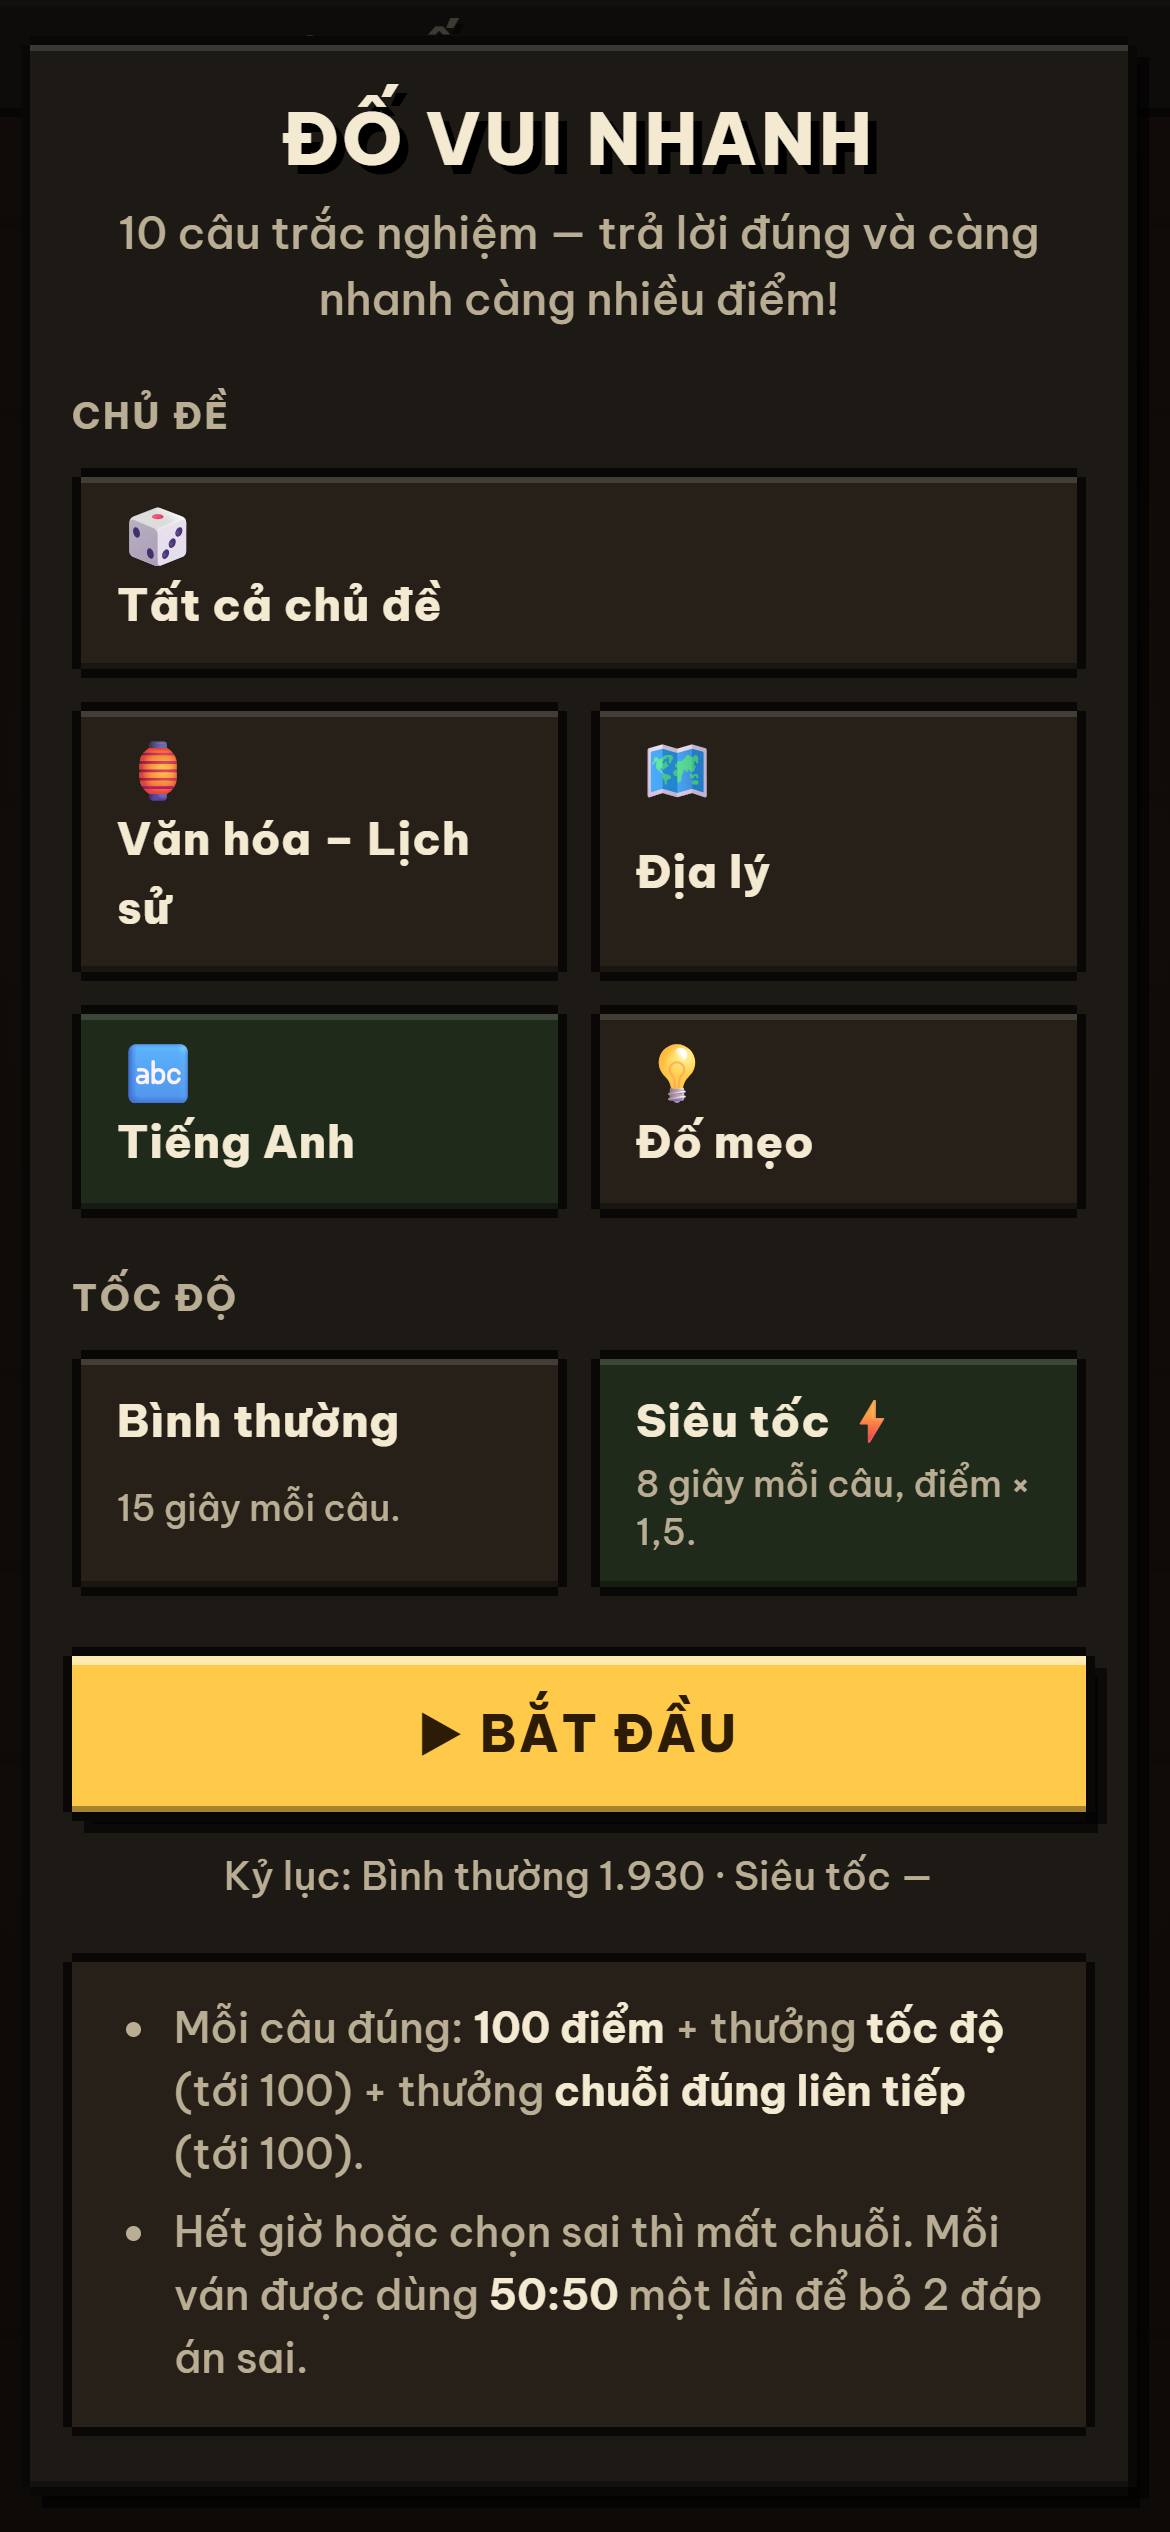 ĐỐ VUI NHANH
10 câu trắc nghiệm — trả lời đúng và càng
nhanh càng nhiều điểm!
CHỦ ĐỀ
Tất cả chủ đề
Văn hóa – Lịch
sử
Địa lý
abc
Tiếng Anh
Đố mẹo
TỐC ĐỘ
Bình thường
15 giây mỗi câu.
Siêu tốc ⚡
8 giây mỗi câu, điểm ×
1,5.
▶ BẮT ĐẦU
Kỷ lục: Bình thường 1.930 · Siêu tốc —
• Mỗi câu đúng: 100 điểm + thưởng tốc độ
(tới 100) + thưởng chuỗi đúng liên tiếp
(tới 100).
• Hết giờ hoặc chọn sai thì mất chuỗi. Mỗi
ván được dùng 50:50 một lần để bỏ 2 đáp
án sai.